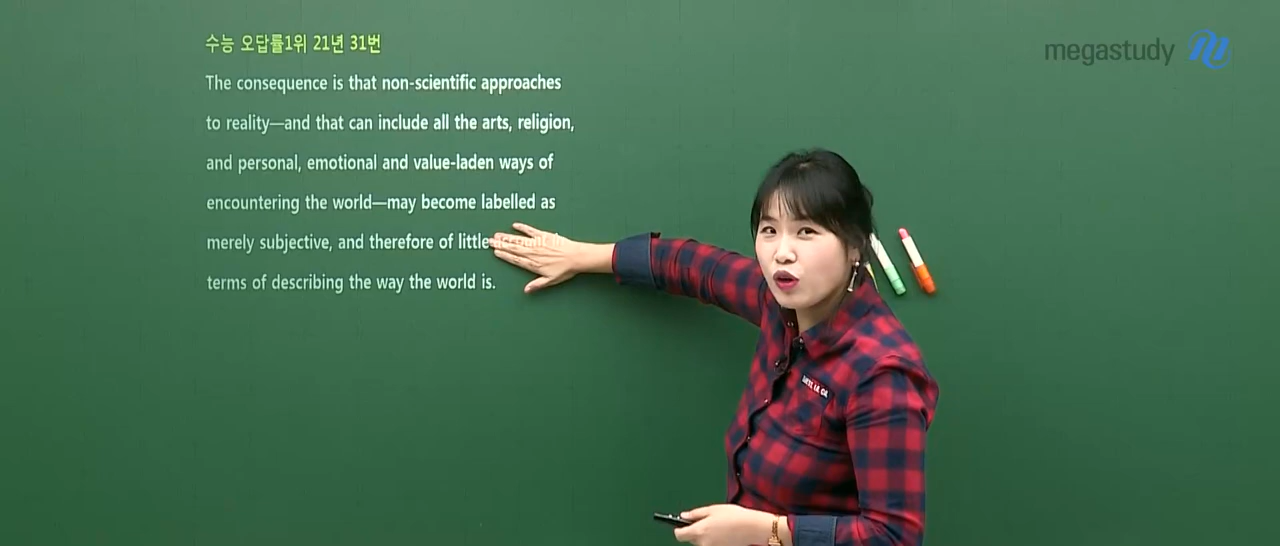 수능 오답률1위 21년 31번
megastudy
The consequence is that non-scientific approaches
to reality—and that can include all the arts, religion,
and personal, emotional and value-laden ways of
encountering the world—may become labelled as
merely subjective, and therefore of little account in
terms of describing the way the world is.